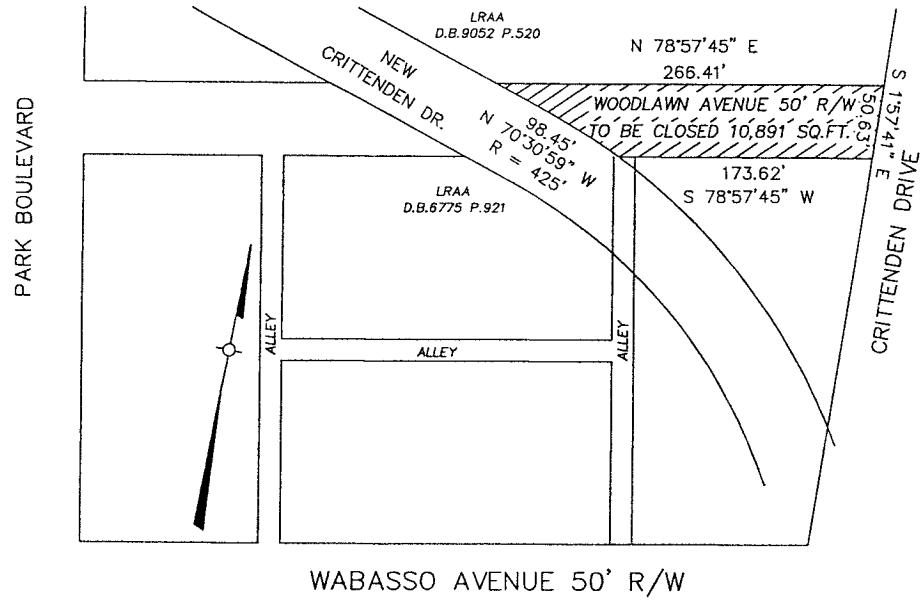 LRAA
D.B.9052 P.520
N 78°57'45" E
266.41'
NEW
CRITTENDEN DR.
WOODLAWN AVENUE 50' R/W
TO BE CLOSED 10,891 SQ.FT.
50.63'
S 1°57'41" E
98.45'
N 70°30'59" W
R = 425'
173.62'
S 78°57'45" W
LRAA
D.B.6775 P.921
PARK BOULEVARD
CRITTENDEN DRIVE
ALLEY
ALLEY
ALLEY
WABASSO AVENUE 50' R/W